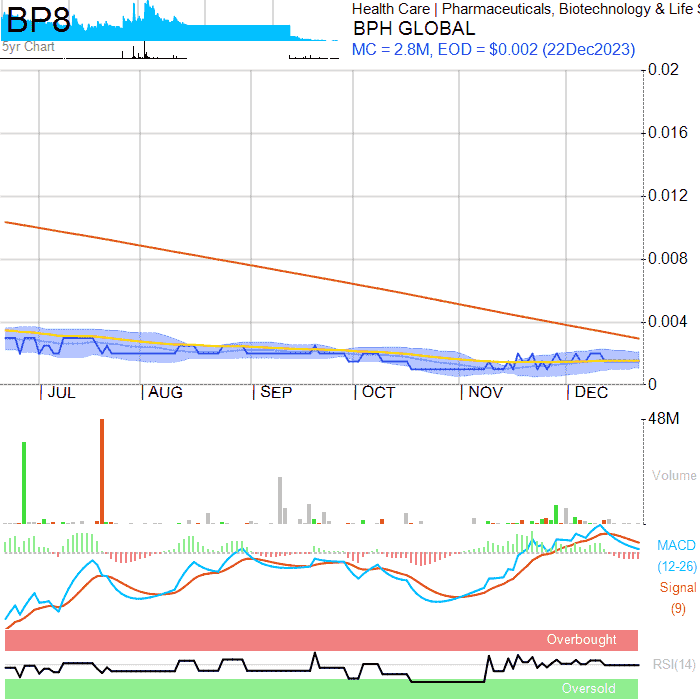 BP8
Health Care | Pharmaceuticals, Biotechnology & Life S
BPH GLOBAL
5yr Chart
MC = 2.8M, EOD = $0.002 (22Dec2023)
0.02
0.016
0.012
0.008
0.004
0
JUL AUG SEP OCT NOV DEC
48M
Volume
MACD
(12-26)
Signal
(9)
Overbought
RSI(14)
Oversold